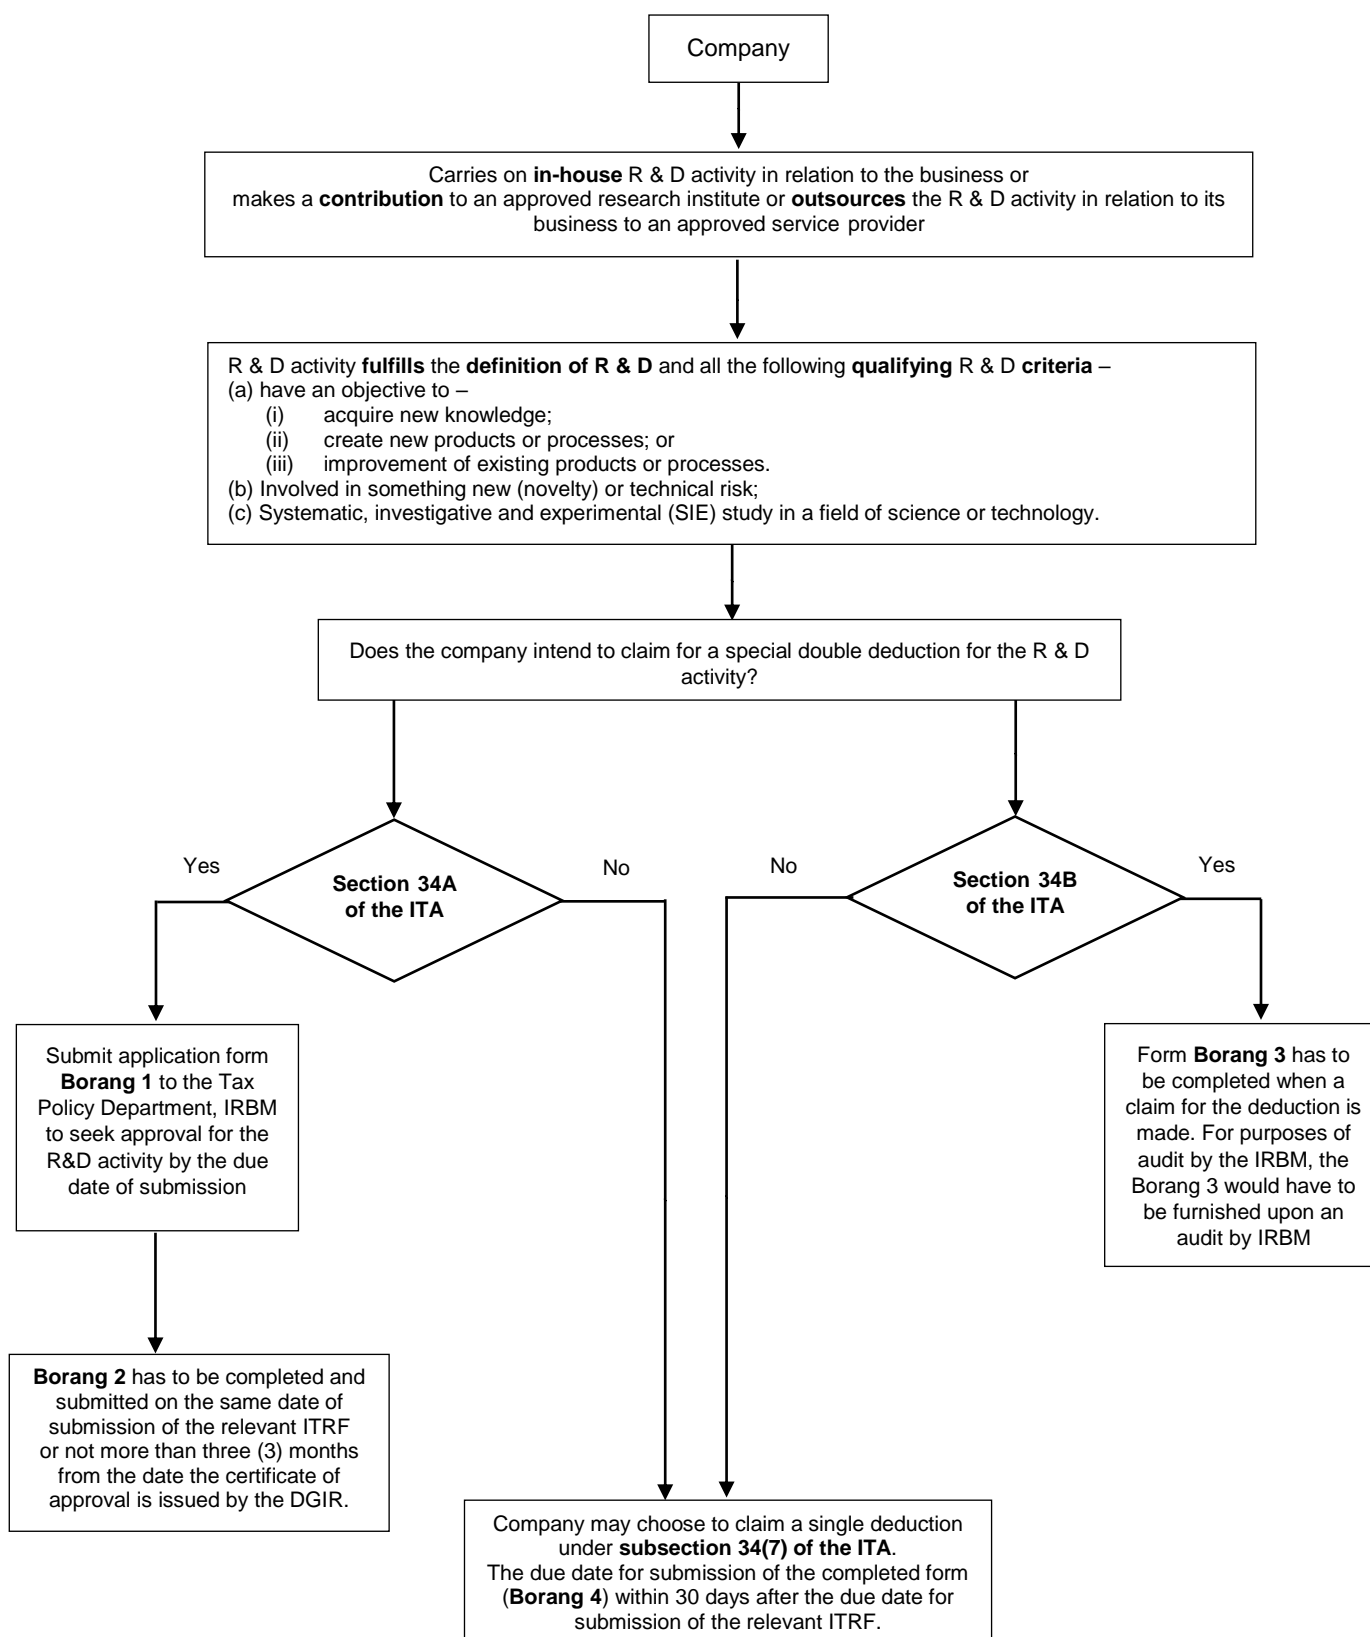 Company
Carries on in-house R & D activity in relation to the business or
makes a contribution to an approved research institute or outsources the R & D activity in relation to its
business to an approved service provider
R & D activity fulfills the definition of R & D and all the following qualifying R & D criteria –
(a) have an objective to –
(i) acquire new knowledge;
(ii) create new products or processes; or
(iii) improvement of existing products or processes.
(b) Involved in something new (novelty) or technical risk;
(c) Systematic, investigative and experimental (SIE) study in a field of science or technology.
Does the company intend to claim for a special double deduction for the R & D
activity?
Yes
Section 34A
of the ITA
No
No
Section 34B
of the ITA
Yes
Submit application form
Borang 1 to the Tax
Policy Department, IRBM
to seek approval for the
R&D activity by the due
date of submission
Form Borang 3 has to
be completed when a
claim for the deduction is
made. For purposes of
audit by the IRBM, the
Borang 3 would have to
be furnished upon an
audit by IRBM
Borang 2 has to be completed and
submitted on the same date of
submission of the relevant ITRF
or not more than three (3) months
from the date the certificate of
approval is issued by the DGIR.
Company may choose to claim a single deduction
under subsection 34(7) of the ITA.
The due date for submission of the completed form
(Borang 4) within 30 days after the due date for
submission of the relevant ITRF.